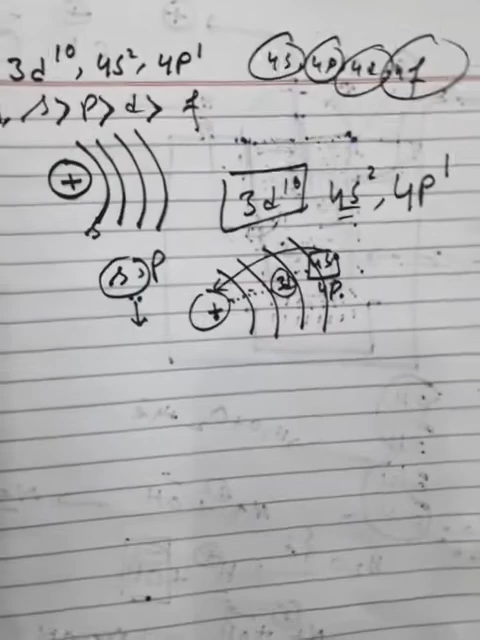 3d¹⁰, 4s², 4p¹ 4s, 4p, 4d, 4f
s > p > d > f
+
s
3d¹⁰ 4s², 4p¹
s > p
3d 4s
4p.
+